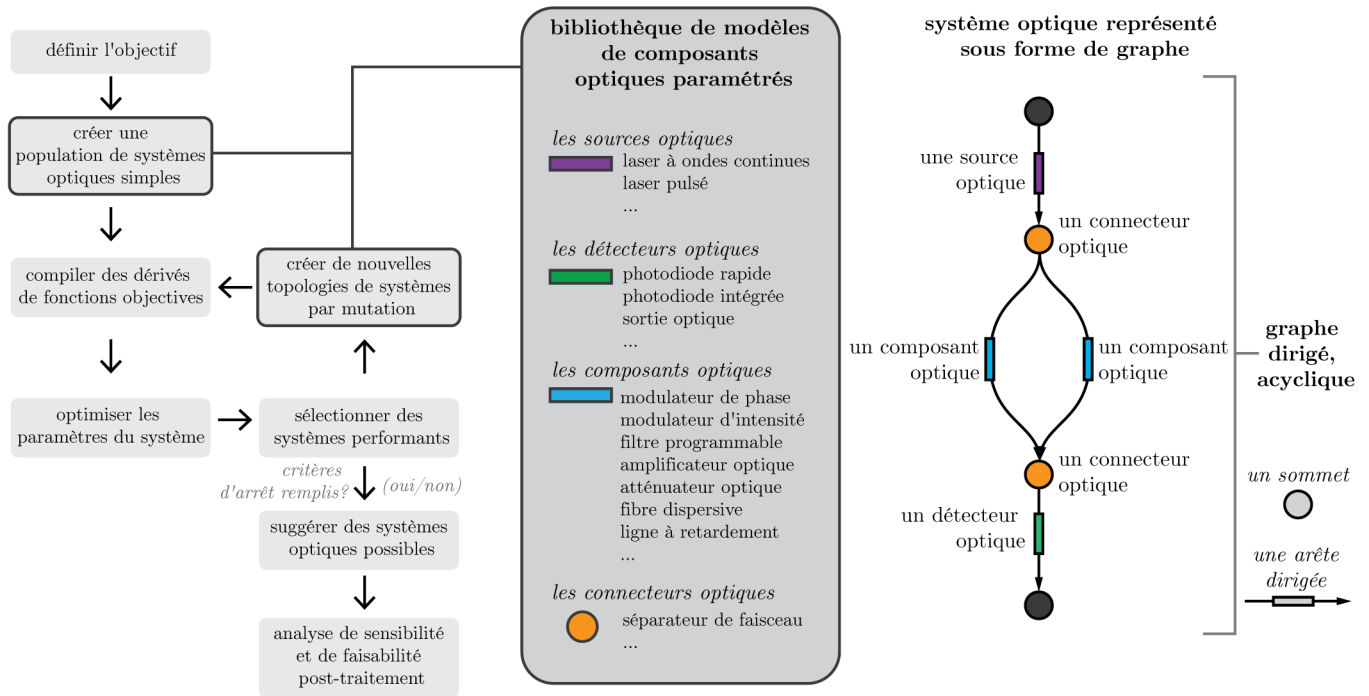 définir l'objectif
créer une
population de systèmes
optiques simples
compiler des dérivés
de fonctions objectives
créer de nouvelles
topologies de systèmes
par mutation
optimiser les
paramètres du système
sélectionner des
systèmes performants
critères
d'arrêt remplis?
(oui/non)
suggérer des systèmes
optiques possibles
analyse de sensibilité
et de faisabilité
post-traitement
bibliothèque de modèles
de composants
optiques paramétrés
les sources optiques
laser à ondes continues
laser pulsé
...
les détecteurs optiques
photodiode rapide
photodiode intégrée
sortie optique
...
les composants optiques
modulateur de phase
modulateur d'intensité
filtre programmable
amplificateur optique
atténuateur optique
fibre dispersive
ligne à retardement
...
les connecteurs optiques
séparateur de faisceau
...
système optique représenté
sous forme de graphe
une source
optique
un connecteur
optique
un composant
optique
un composant
optique
un connecteur
optique
un détecteur
optique
graphe
dirigé,
acyclique
un sommet
une arête
dirigée